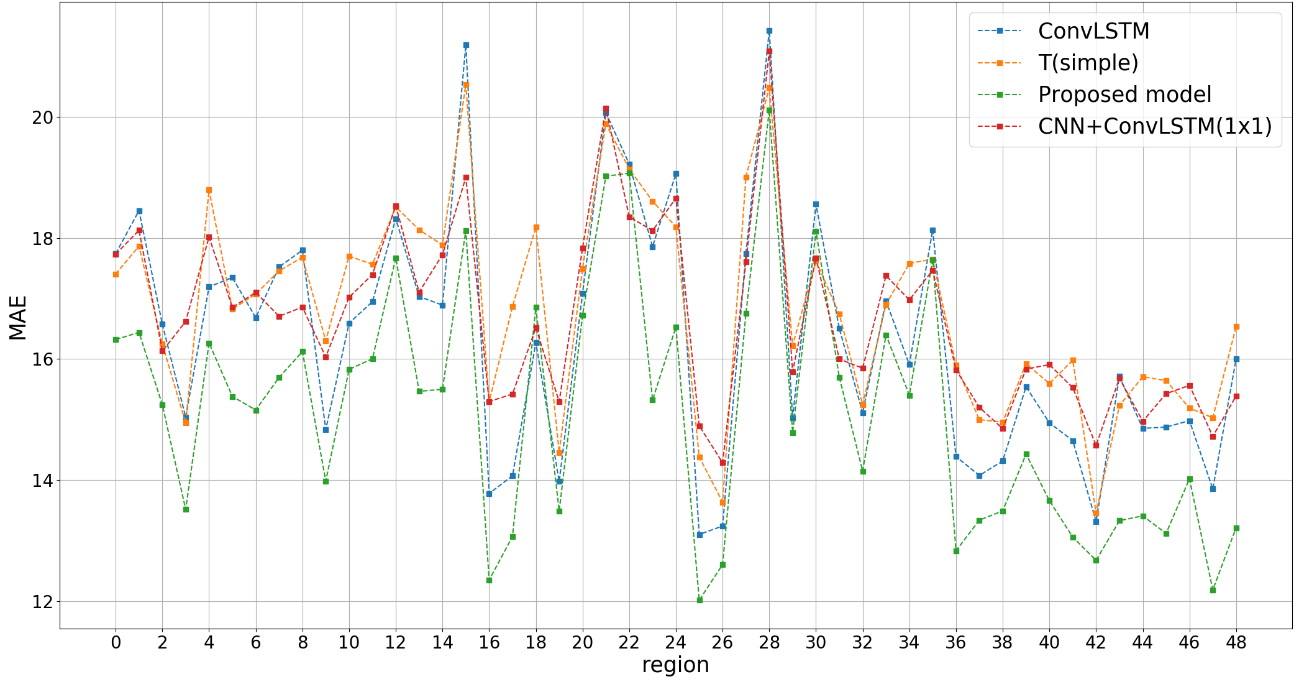 ConvLSTM
T(simple)
Proposed model
CNN+ConvLSTM(1x1)
MAE
20
18
16
14
12
0 2 4 6 8 10 12 14 16 18 20 22 24 26 28 30 32 34 36 38 40 42 44 46 48
region